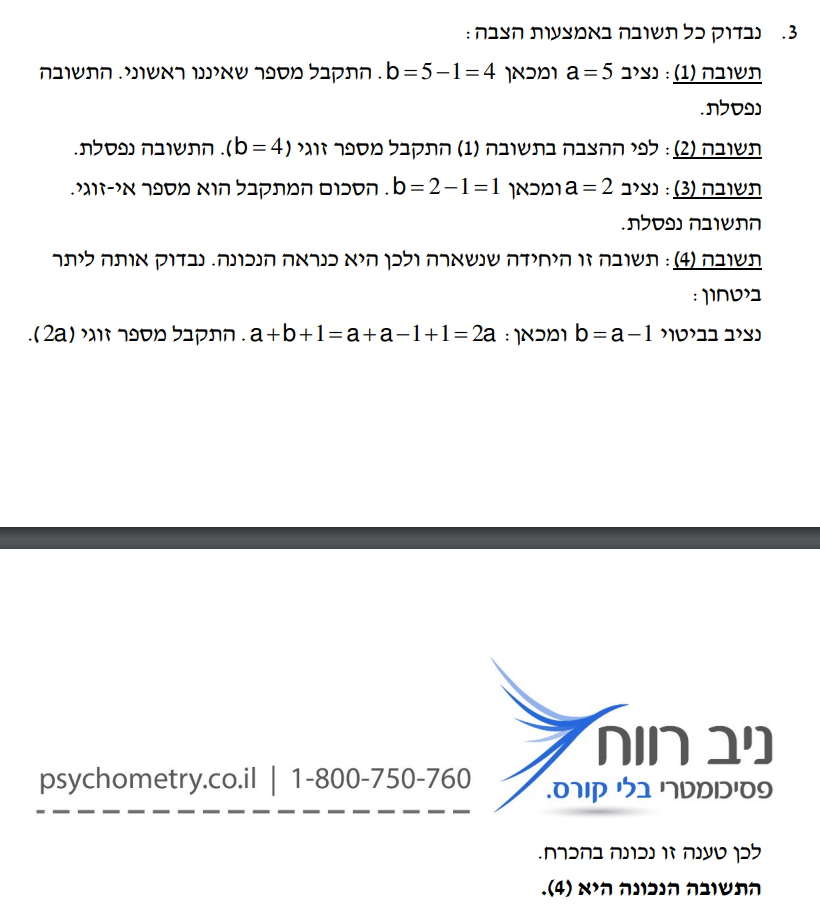 3. נבדוק כל תשובה באמצעות הצבה:
תשובה (1): נציב a = 5 ומכאן b = 5 − 1 = 4. התקבל מספר שאיננו ראשוני. התשובה
נפסלת.
תשובה (2): לפי ההצבה בתשובה (1) התקבל מספר זוגי (b = 4). התשובה נפסלת.
תשובה (3): נציב a = 2 ומכאן b = 2 − 1 = 1. הסכום המתקבל הוא מספר אי-זוגי.
התשובה נפסלת.
תשובה (4): תשובה זו היחידה שנשארה ולכן היא כנראה הנכונה. נבדוק אותה ליתר
ביטחון:
נציב בביטוי b = a − 1 ומכאן: a + b + 1 = a + a − 1 + 1 = 2a. התקבל מספר זוגי (2a).
ניב רווח
פסיכומטרי בלי קורס.
psychometry.co.il | 1-800-750-760
לכן טענה זו נכונה בהכרח.
התשובה הנכונה היא (4).